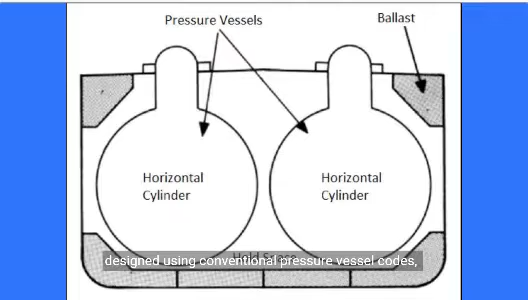 Pressure Vessels
Ballast
Horizontal
Cylinder
Horizontal
Cylinder
designed using conventional pressure vessel codes,